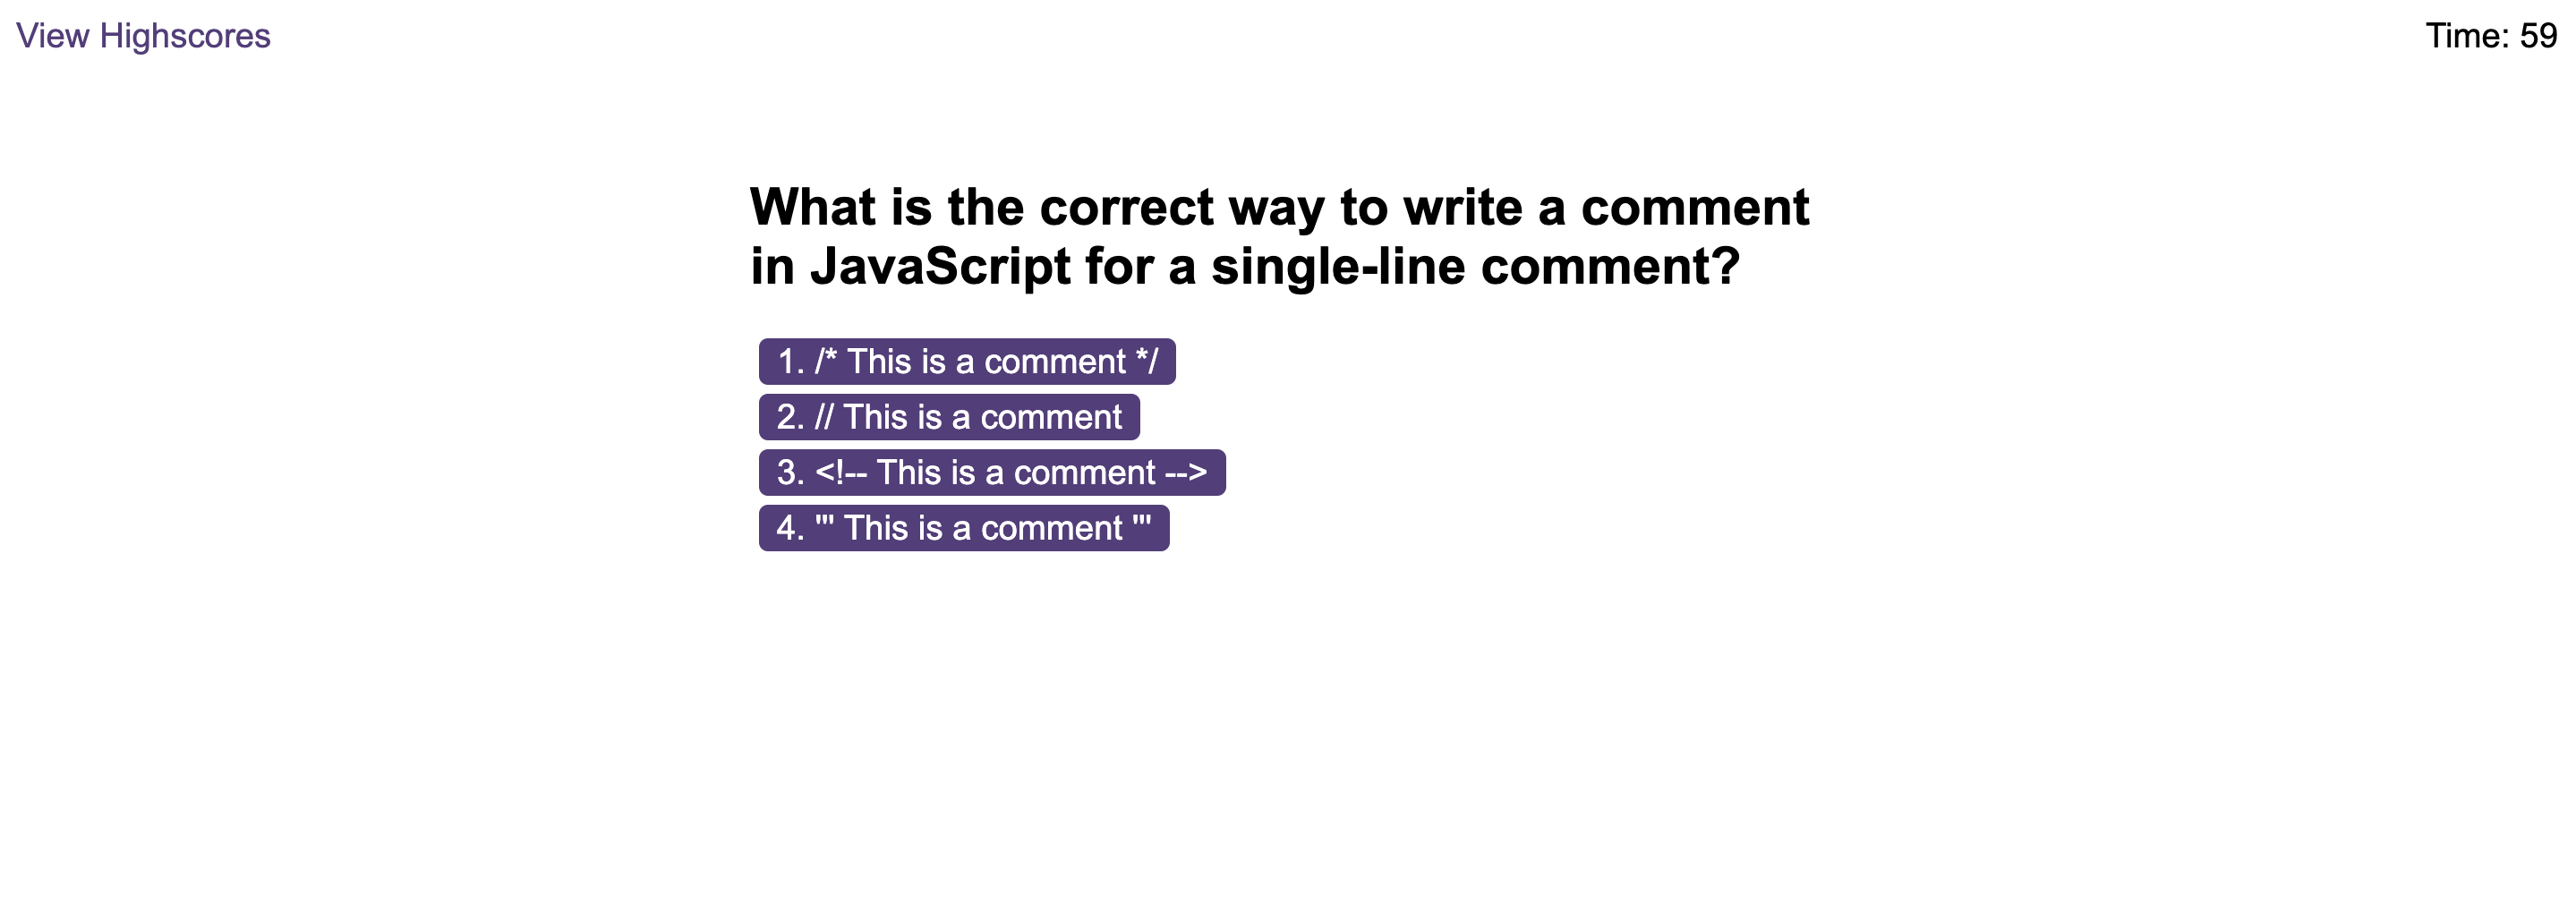 View Highscores
Time: 59
What is the correct way to write a comment
in JavaScript for a single-line comment?
1. /* This is a comment */
2. // This is a comment
3. <!-- This is a comment -->
4. ''' This is a comment '''